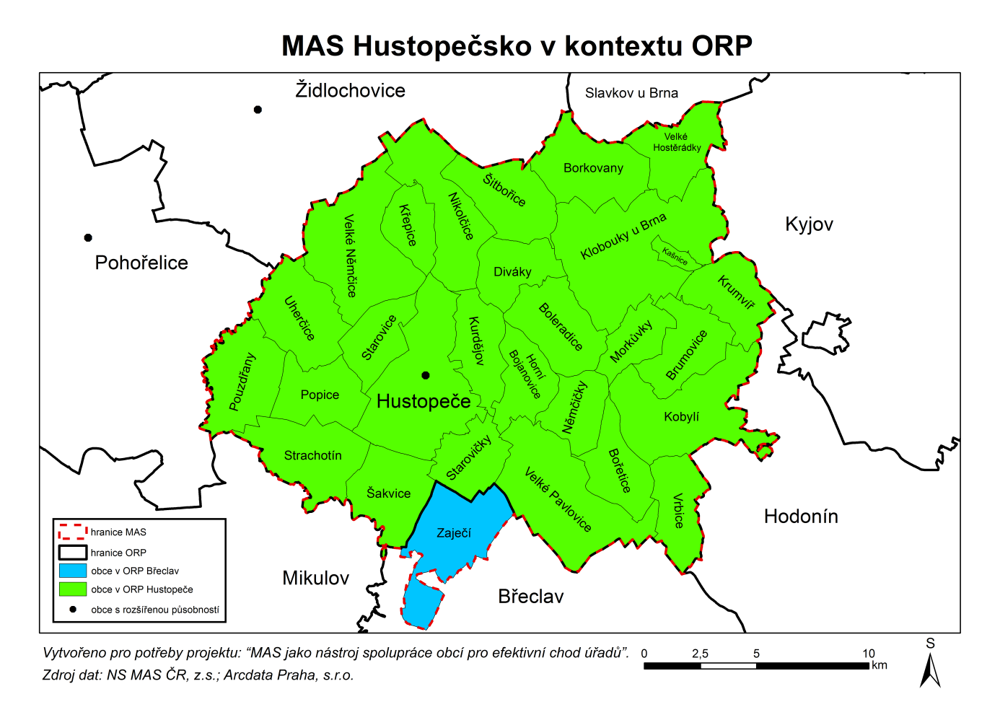 MAS Hustopečsko v kontextu ORP
Židlochovice
Slavkov u Brna
Velké
Hostěrádky
Borkovany
Šitbořice
Nikolčice
Křepice
Velké Němčice
Klobouky u Brna
Kašnice
Kyjov
Pohořelice
Diváky
Krumvíř
Uherčice
Starovice
Kurdějov
Boleradice
Morkůvky
Brumovice
Horní
Bojanovice
Pouzdřany
Popice
Hustopeče
Němčičky
Kobylí
Strachotín
Starovičky
Bořetice
Šakvice
Velké Pavlovice
Vrbice
Hodonín
Zaječí
Mikulov
Břeclav
hranice MAS
hranice ORP
obce v ORP Břeclav
obce v ORP Hustopeče
obce s rozšířenou působností
Vytvořeno pro potřeby projektu: “MAS jako nástroj spolupráce obcí pro efektivní chod úřadů”.
Zdroj dat: NS MAS ČR, z.s.; Arcdata Praha, s.r.o.
0 2,5 5 10
km
S